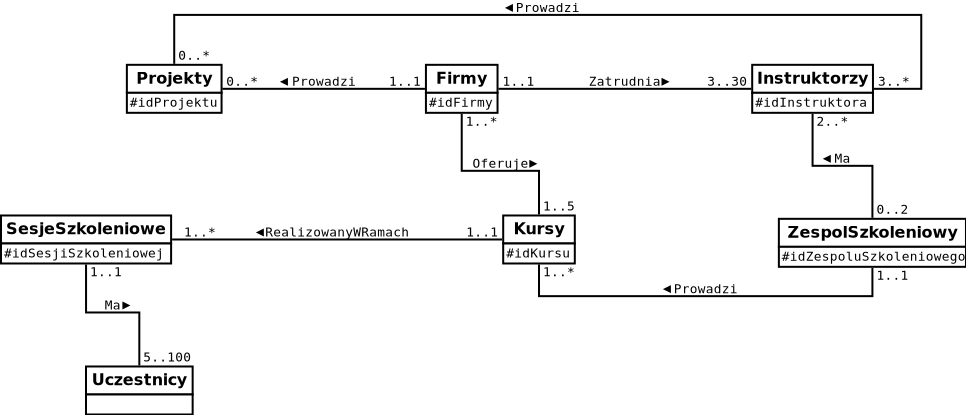 ◄Prowadzi
0..*
Projekty
#idProjektu
0..*
◄ Prowadzi
1..1
Firmy
#idFirmy
1..1
Zatrudnia►
3..30
Instruktorzy
#idInstruktora
3..*
1..*
2..*
Oferuje►
◄Ma
1..5
0..2
SesjeSzkoleniowe
#idSesjiSzkoleniowej
1..*
◄RealizowanyWRamach
1..1
Kursy
#idKursu
ZespolSzkoleniowy
#idZespoluSzkoleniowego
1..1
1..*
1..1
◄Prowadzi
Ma►
5..100
Uczestnicy